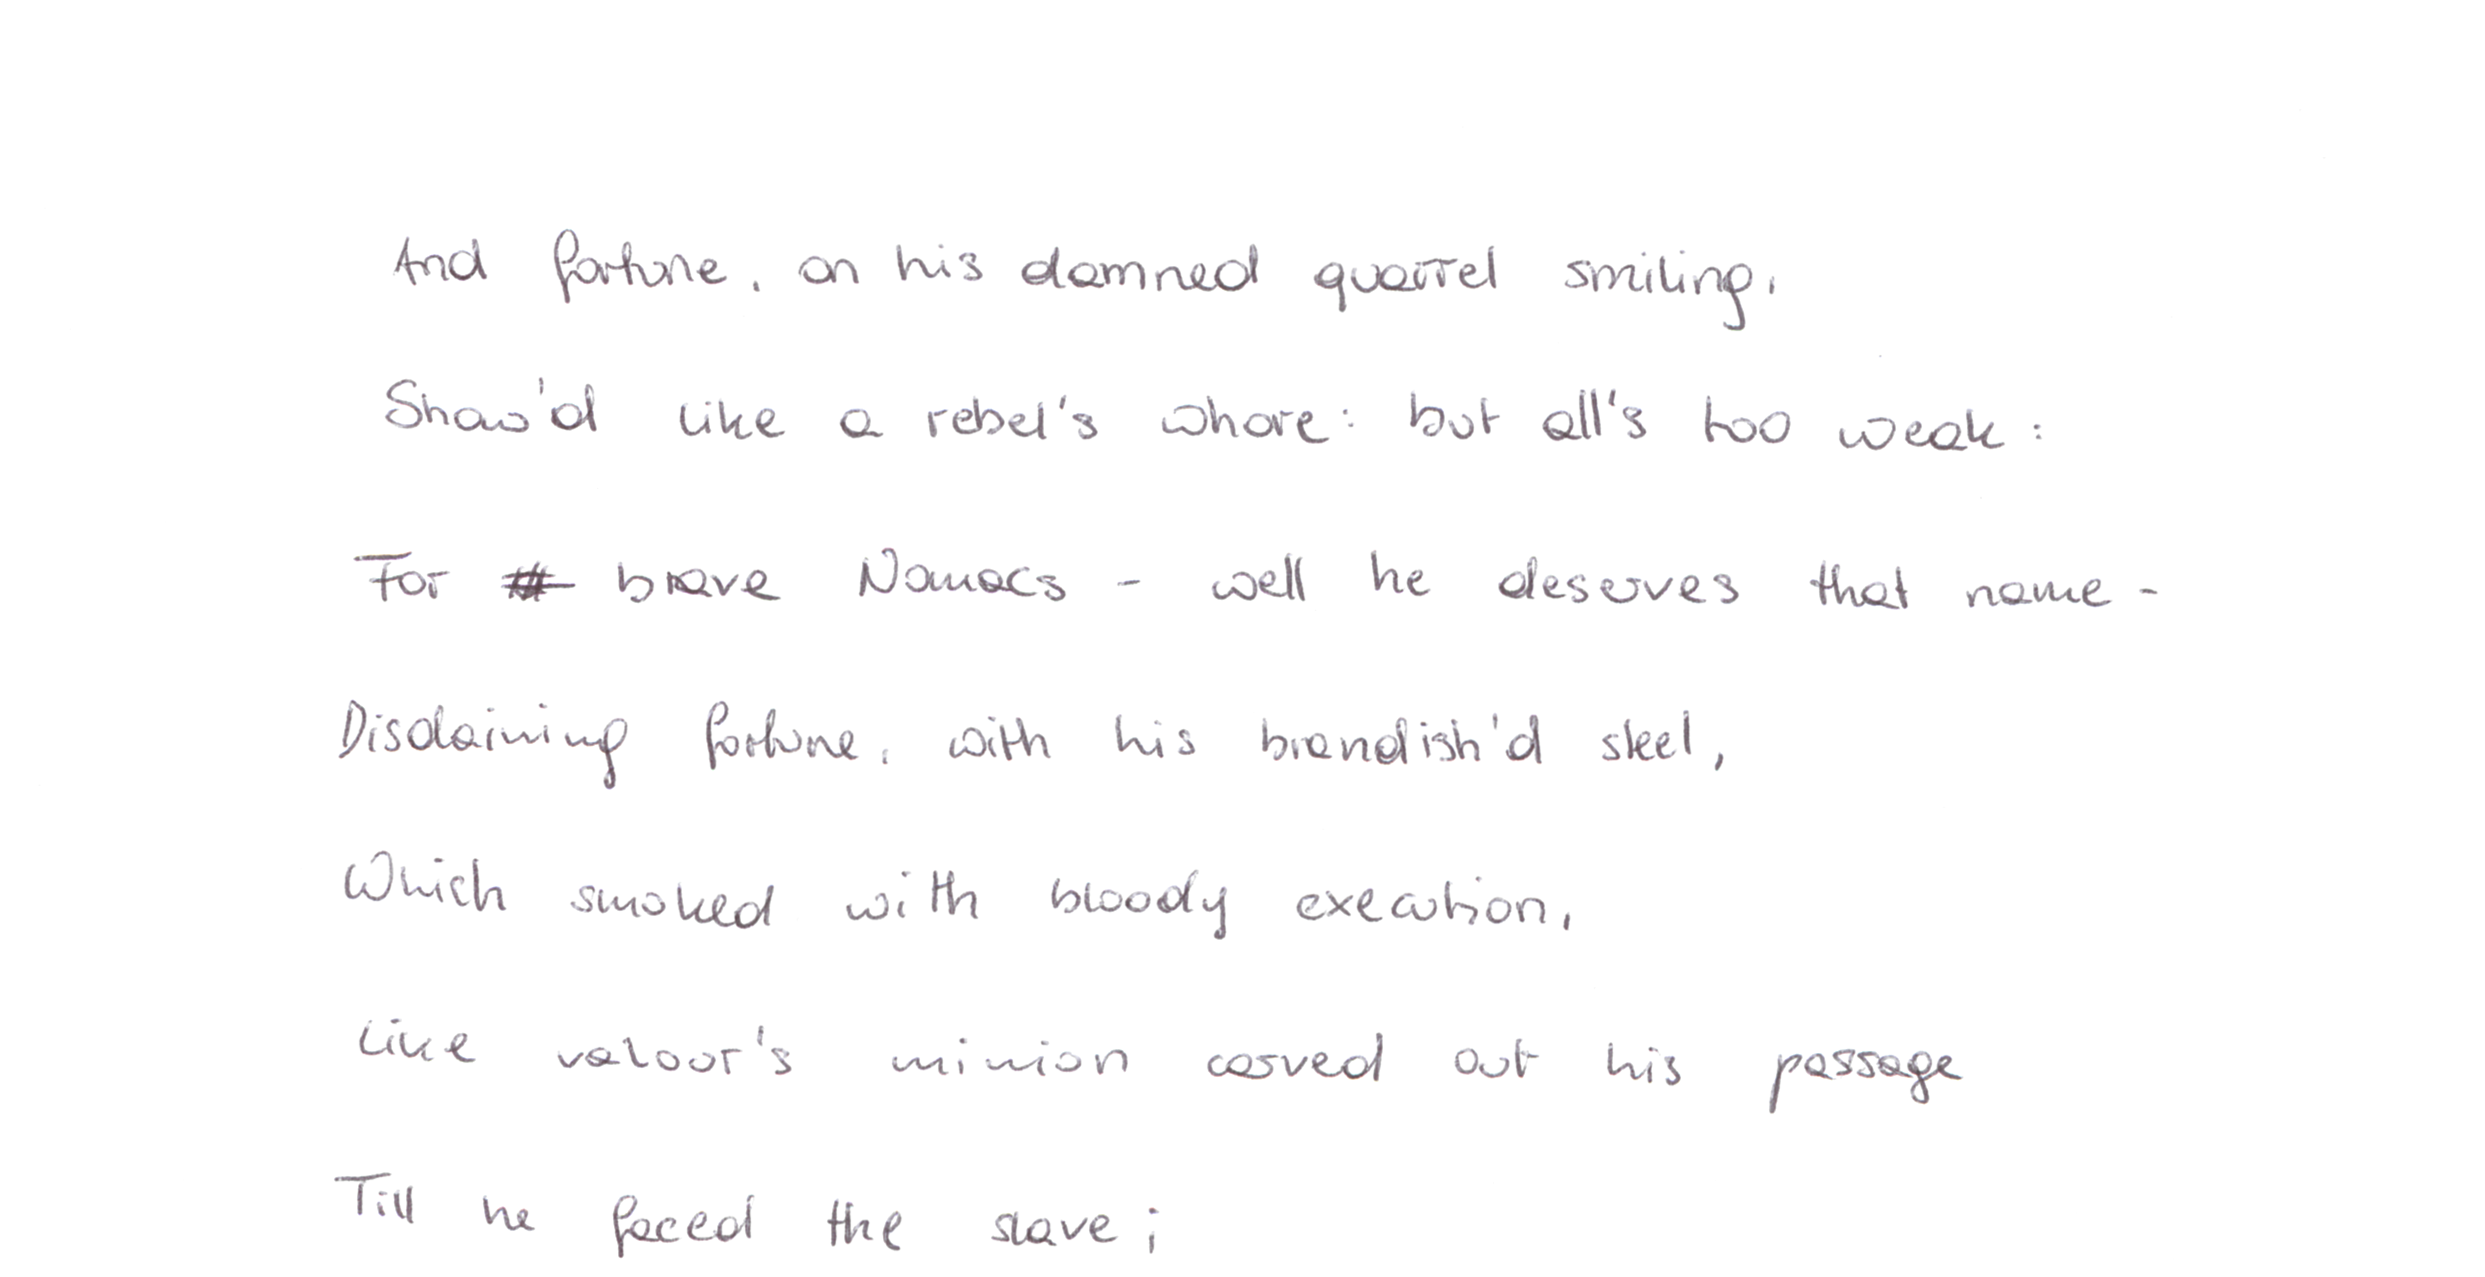 And fortune, on his damned quarrel smiling,
Show'd like a rebel's whore: but all's too weak:
For brave Nomacs - well he deserves that name -
Disdaining fortune, with his brandish'd steel,
Which smoked with bloody execution,
Like valour's minion carved out his passage
Till he faced the slave;